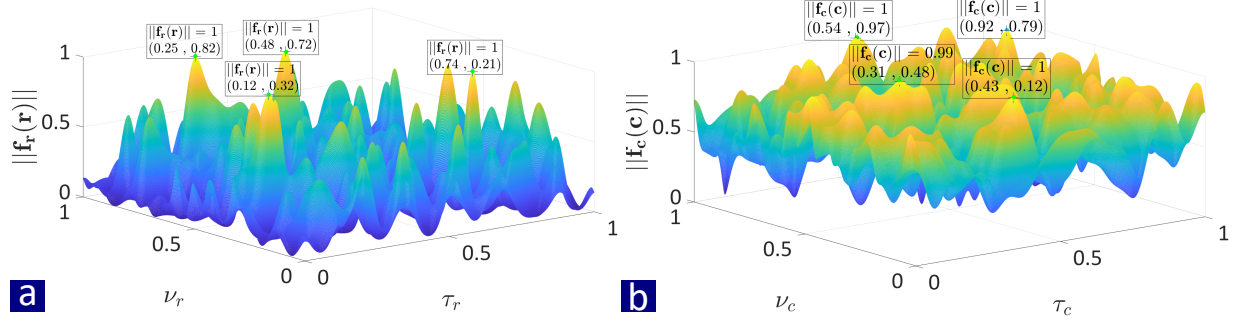 ||f_r(r)|| = 1
(0.25 , 0.82)
||f_r(r)|| = 1
(0.48 , 0.72)
||f_r(r)|| = 1
(0.12 , 0.32)
||f_r(r)|| = 1
(0.74 , 0.21)
||f_r(r)||
1
0.5
0
1
0.5
0
0
0.5
1
ν_r
τ_r
a
||f_c(c)|| = 1
(0.54 , 0.97)
||f_c(c)|| = 1
(0.92 , 0.79)
||f_c(c)|| = 0.99
(0.31 , 0.48)
||f_c(c)|| = 1
(0.43 , 0.12)
||f_c(c)||
1
0.5
0
1
0.5
0
0
0.5
1
ν_c
τ_c
b